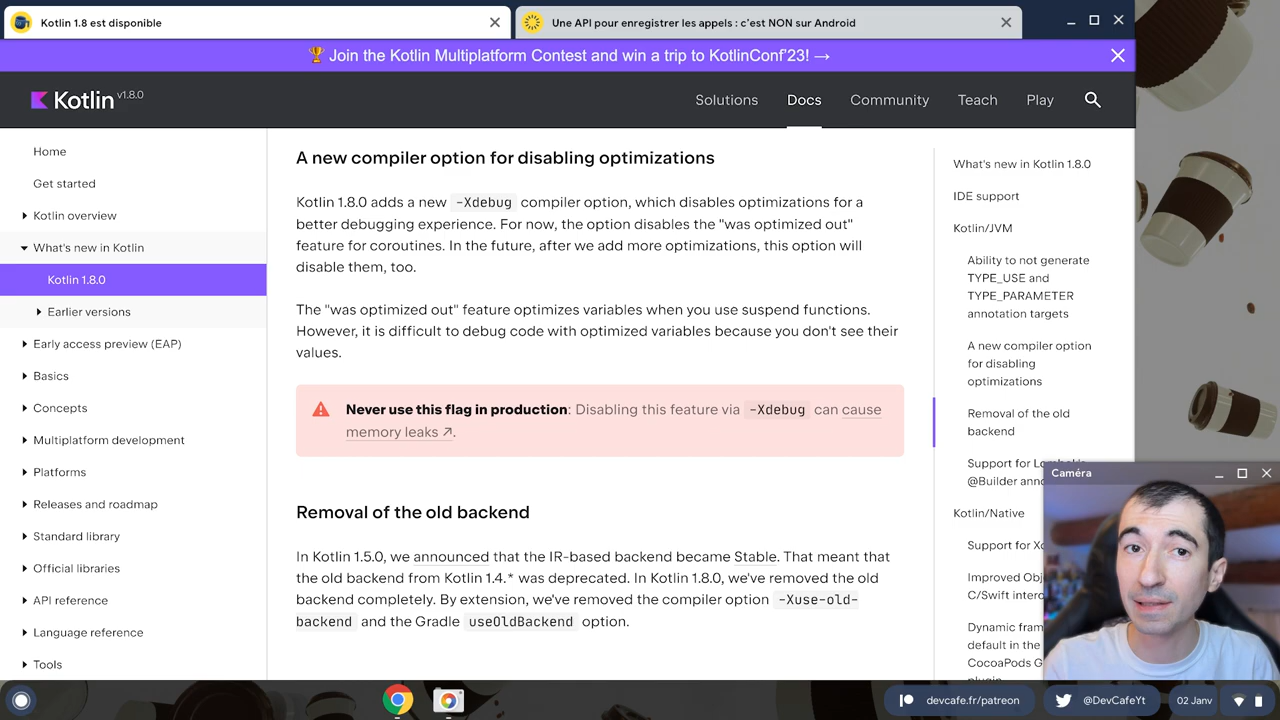 Kotlin 1.8 est disponible
Une API pour enregistrer les appels : c'est NON sur Android
🏆 Join the Kotlin Multiplatform Contest and win a trip to KotlinConf'23! →
Kotlin v1.8.0
Solutions
Docs
Community
Teach
Play
Home
Get started
Kotlin overview
What's new in Kotlin
Kotlin 1.8.0
Earlier versions
Early access preview (EAP)
Basics
Concepts
Multiplatform development
Platforms
Releases and roadmap
Standard library
Official libraries
API reference
Language reference
Tools
A new compiler option for disabling optimizations
Kotlin 1.8.0 adds a new -Xdebug compiler option, which disables optimizations for a
better debugging experience. For now, the option disables the "was optimized out"
feature for coroutines. In the future, after we add more optimizations, this option will
disable them, too.
The "was optimized out" feature optimizes variables when you use suspend functions.
However, it is difficult to debug code with optimized variables because you don't see their
values.
Never use this flag in production: Disabling this feature via -Xdebug can cause
memory leaks ↗.
Removal of the old backend
In Kotlin 1.5.0, we announced that the IR-based backend became Stable. That meant that
the old backend from Kotlin 1.4.* was deprecated. In Kotlin 1.8.0, we've removed the old
backend completely. By extension, we've removed the compiler option -Xuse-old-
backend and the Gradle useOldBackend option.
What's new in Kotlin 1.8.0
IDE support
Kotlin/JVM
Ability to not generate
TYPE_USE and
TYPE_PARAMETER
annotation targets
A new compiler option
for disabling
optimizations
Removal of the old
backend
Support for
@Builder
Kotlin/Native
Support for
Improved
C/Swift
Dynamic
default in the
CocoaPods
Caméra
devcafe.fr/patreon
@DevCafeYt
02 Janv